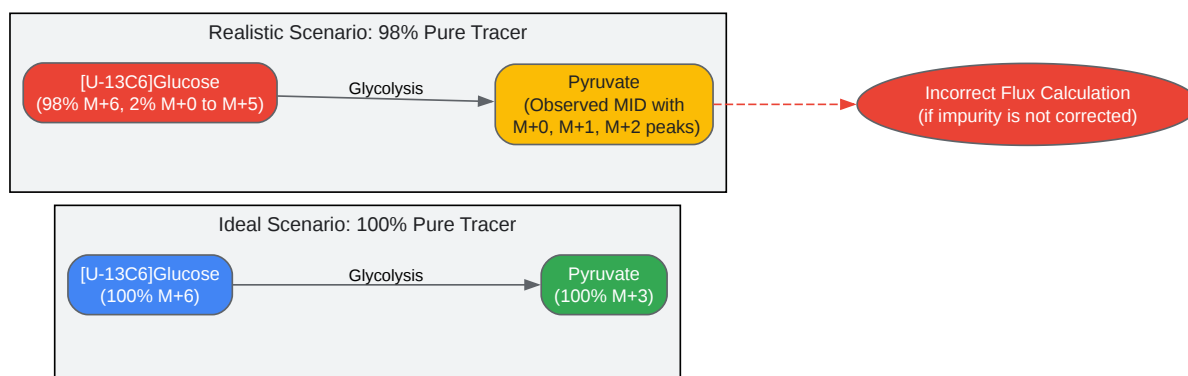 Realistic Scenario: 98% Pure Tracer
[U-13C6]Glucose
(98% M+6, 2% M+0 to M+5)
Glycolysis
Pyruvate
(Observed MID with
M+0, M+1, M+2 peaks)
Incorrect Flux Calculation
(if impurity is not corrected)
Ideal Scenario: 100% Pure Tracer
[U-13C6]Glucose
(100% M+6)
Glycolysis
Pyruvate
(100% M+3)